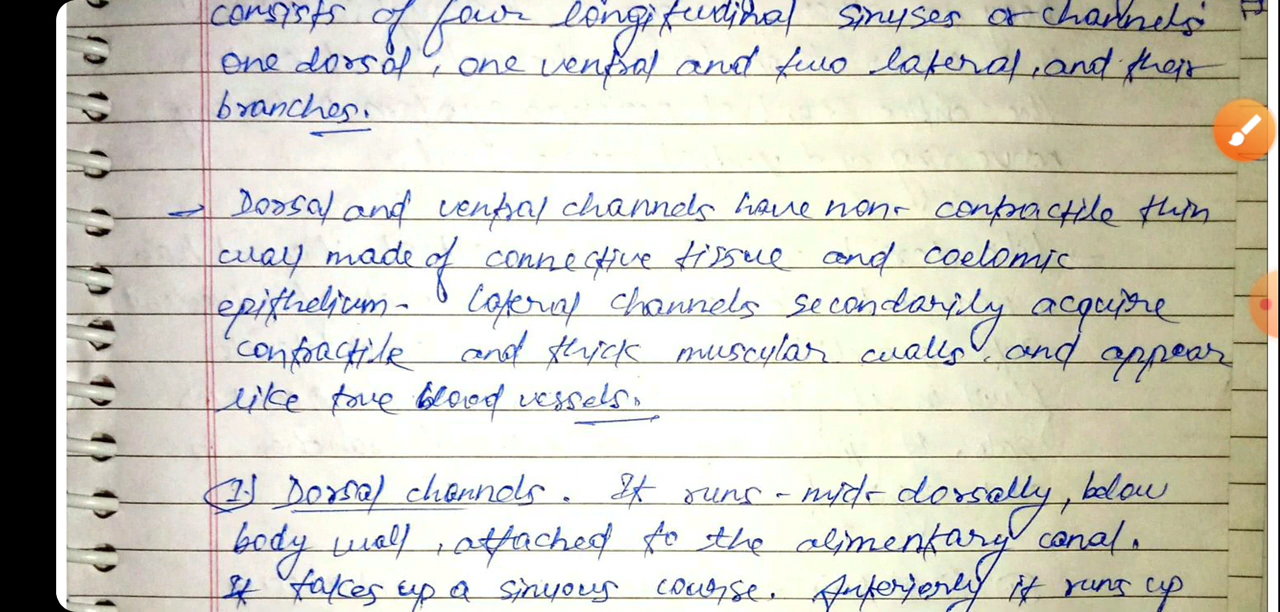 consists of four longitudinal sinuses or channels
one dorsal, one ventral and two lateral, and their
branches.
→ Dorsal and ventral channels have non-contractile thin
wall made of connective tissue and coelomic
epithelium- lateral channels secondarily acquire
contractile and thick muscular walls, and appear
like true blood vessels.
1.) Dorsal channels. It runs-mid-dorsally, below
body wall, attached to the alimentary canal.
It takes up a sinuous course. Anteriorly it runs up